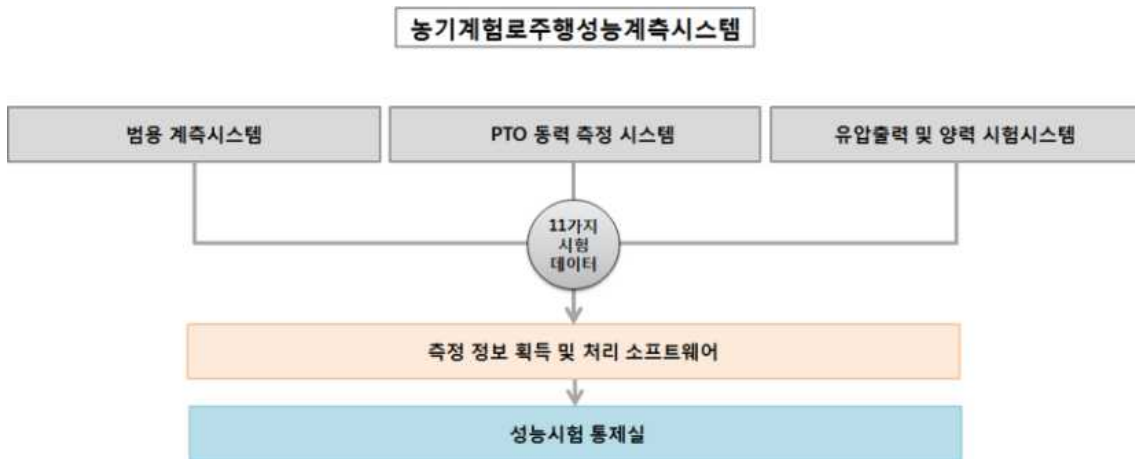 농기계험로주행성능계측시스템
범용 계측시스템
PTO 동력 측정 시스템
유압출력 및 양력 시험시스템
11가지
시험
데이터
측정 정보 획득 및 처리 소프트웨어
성능시험 통제실